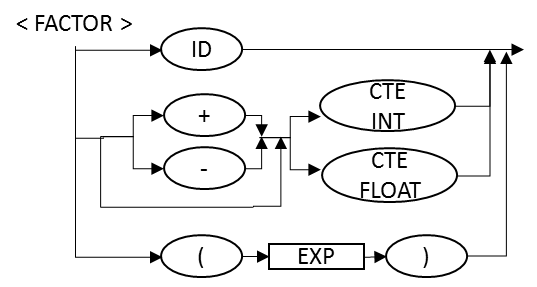 < FACTOR >
ID
+
-
CTE
INT
CTE
FLOAT
(
EXP
)